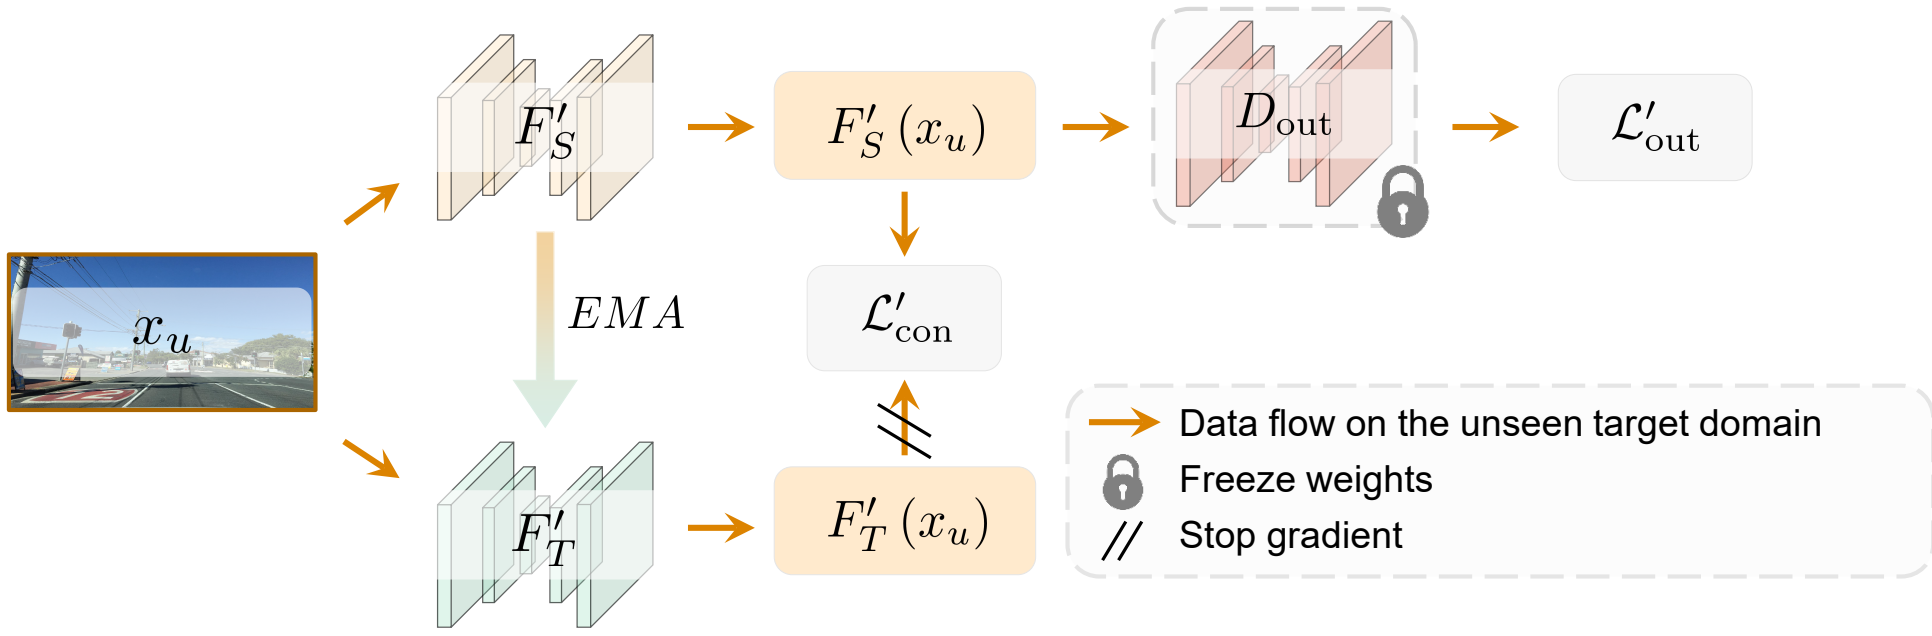 F′_S
F′_S (x_u)
D_out
ℒ′_out
x_u
EMA
ℒ′_con
F′_T
F′_T (x_u)
Data flow on the unseen target domain
Freeze weights
Stop gradient